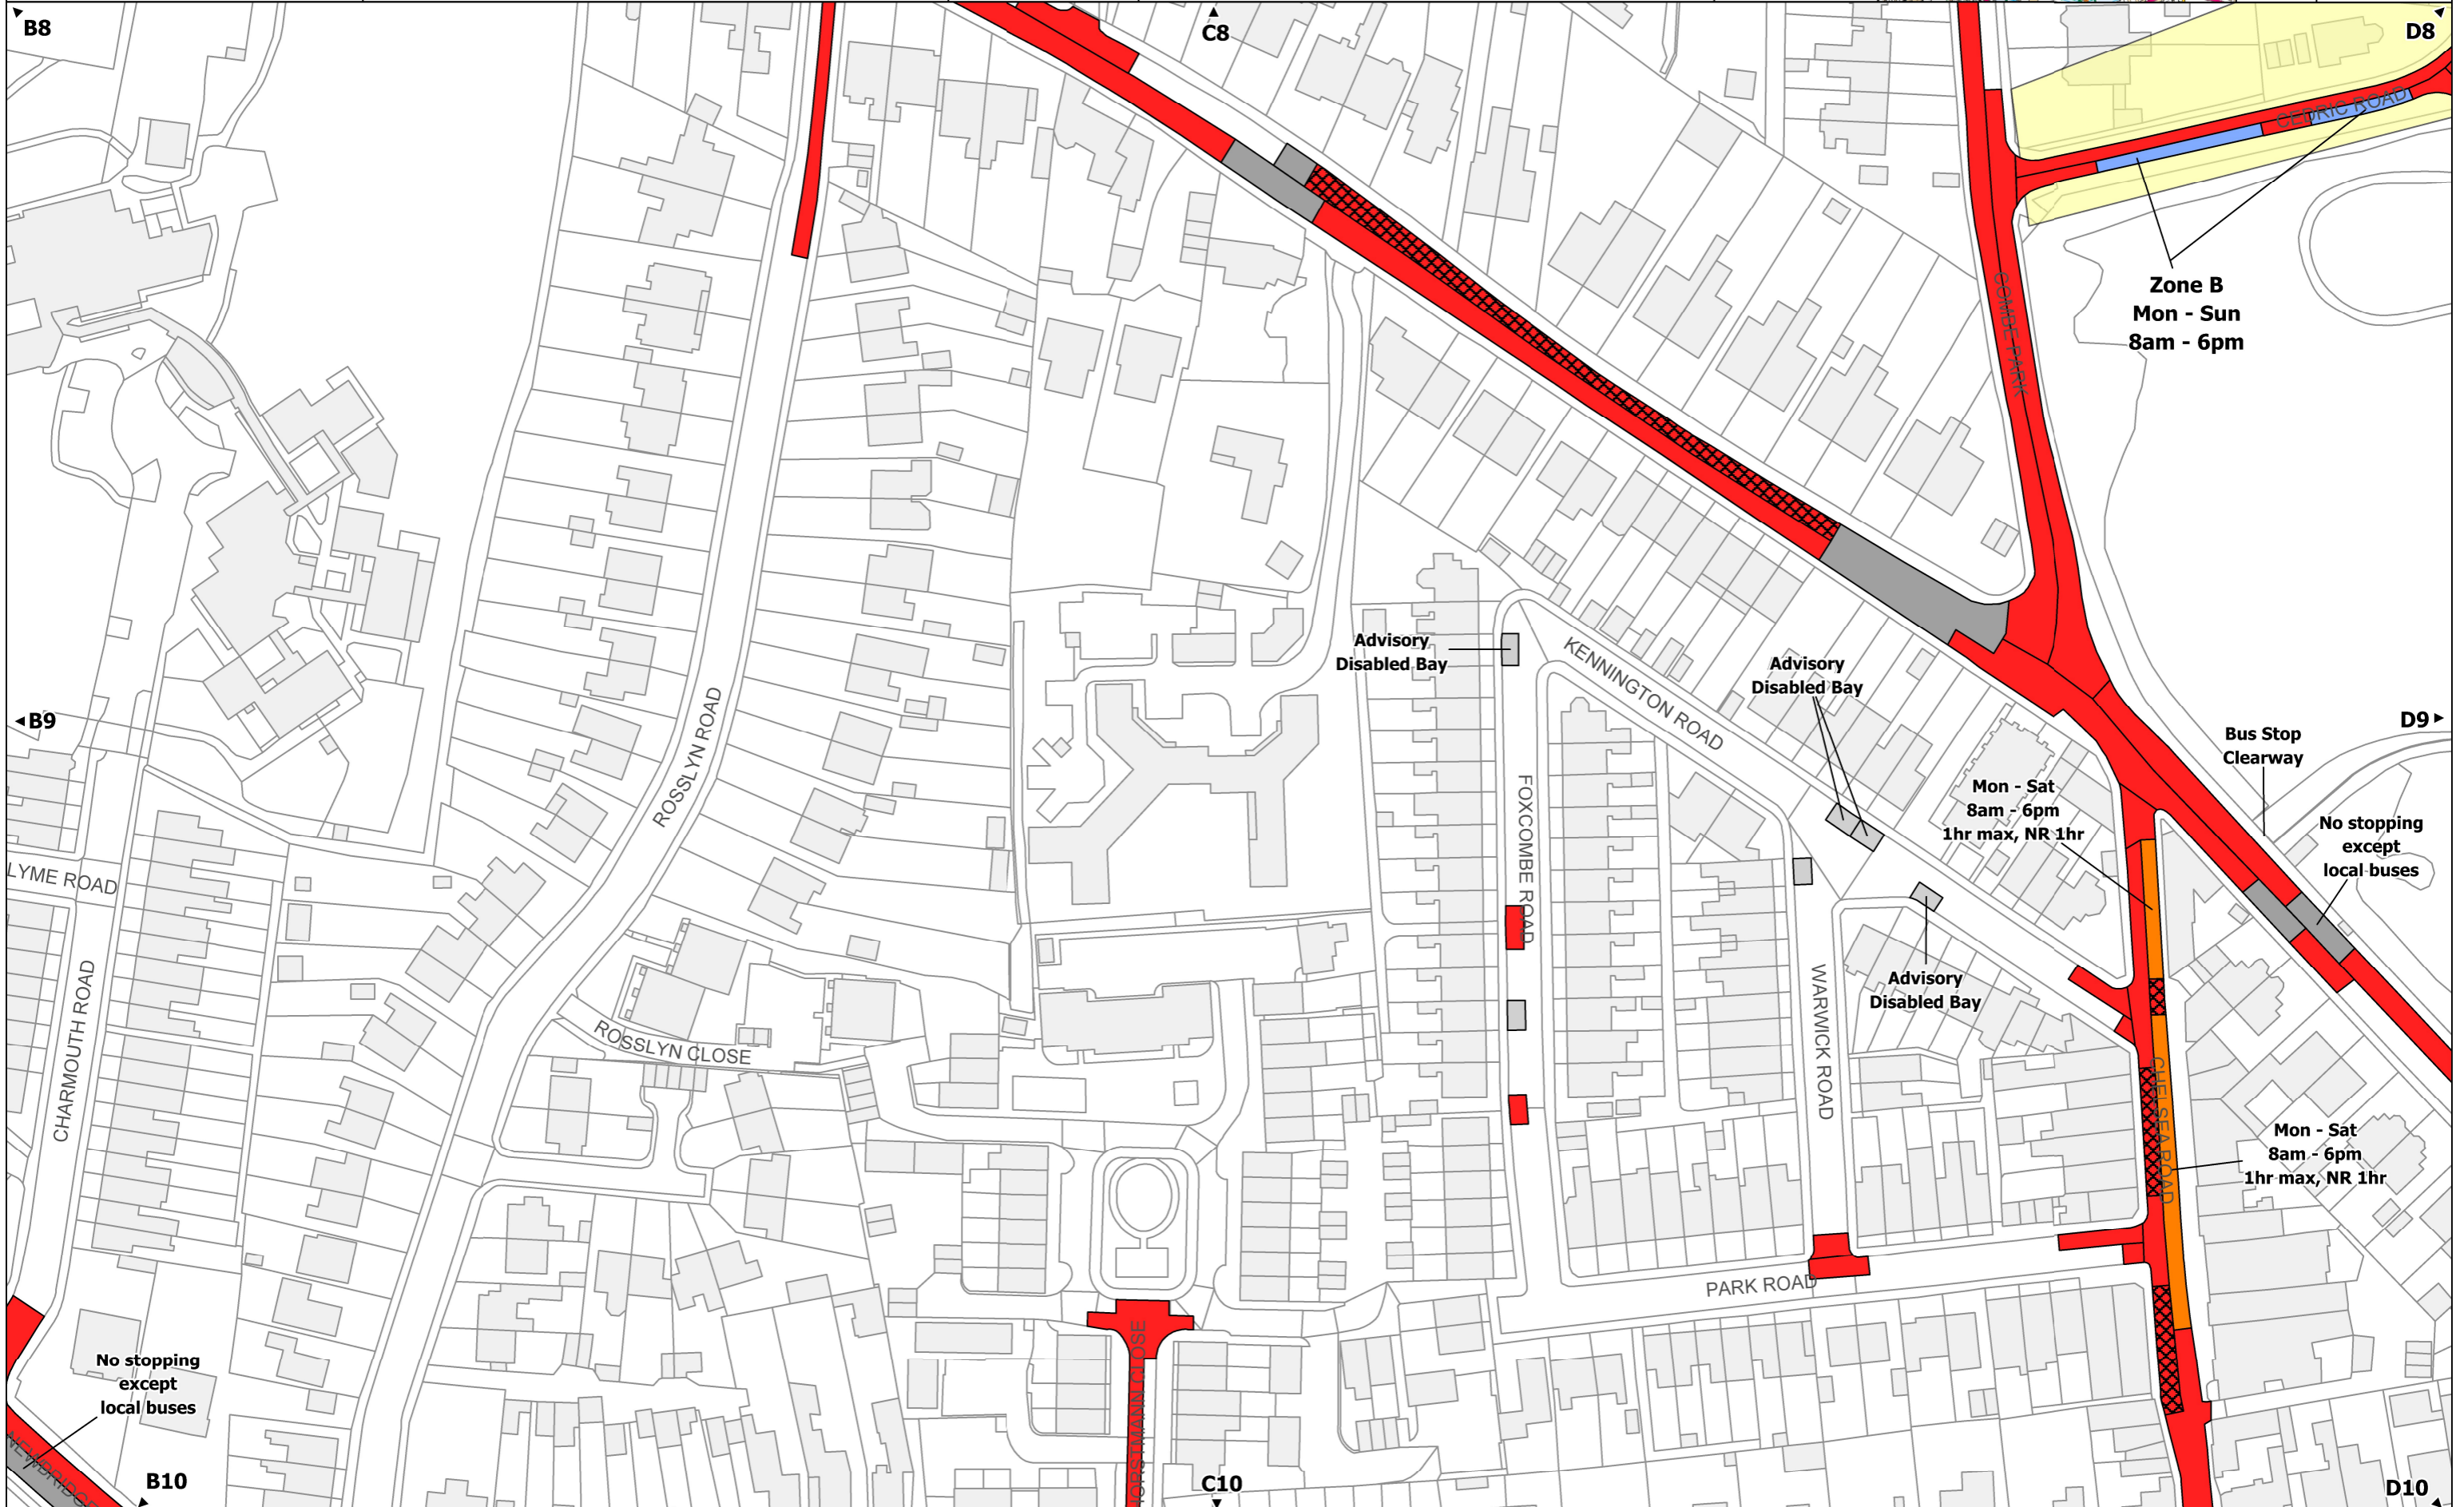 B8
C8
D8
CEDRIC ROAD
Zone B
Mon - Sun
8am - 6pm
COMBE PARK
Advisory
Disabled Bay
KENNINGTON ROAD
Advisory
Disabled Bay
ROSSLYN ROAD
B9
D9
Bus Stop
Clearway
Mon - Sat
8am - 6pm
1hr max, NR 1hr
No stopping
except
local buses
FOXCOMBE ROAD
LYME ROAD
Advisory
Disabled Bay
WARWICK ROAD
CHARMOUTH ROAD
ROSSLYN CLOSE
CHELSEA ROAD
Mon - Sat
8am - 6pm
1hr max, NR 1hr
PARK ROAD
HORSTMANN CLOSE
No stopping
except
local buses
NEWBRIDGE
B10
C10
D10